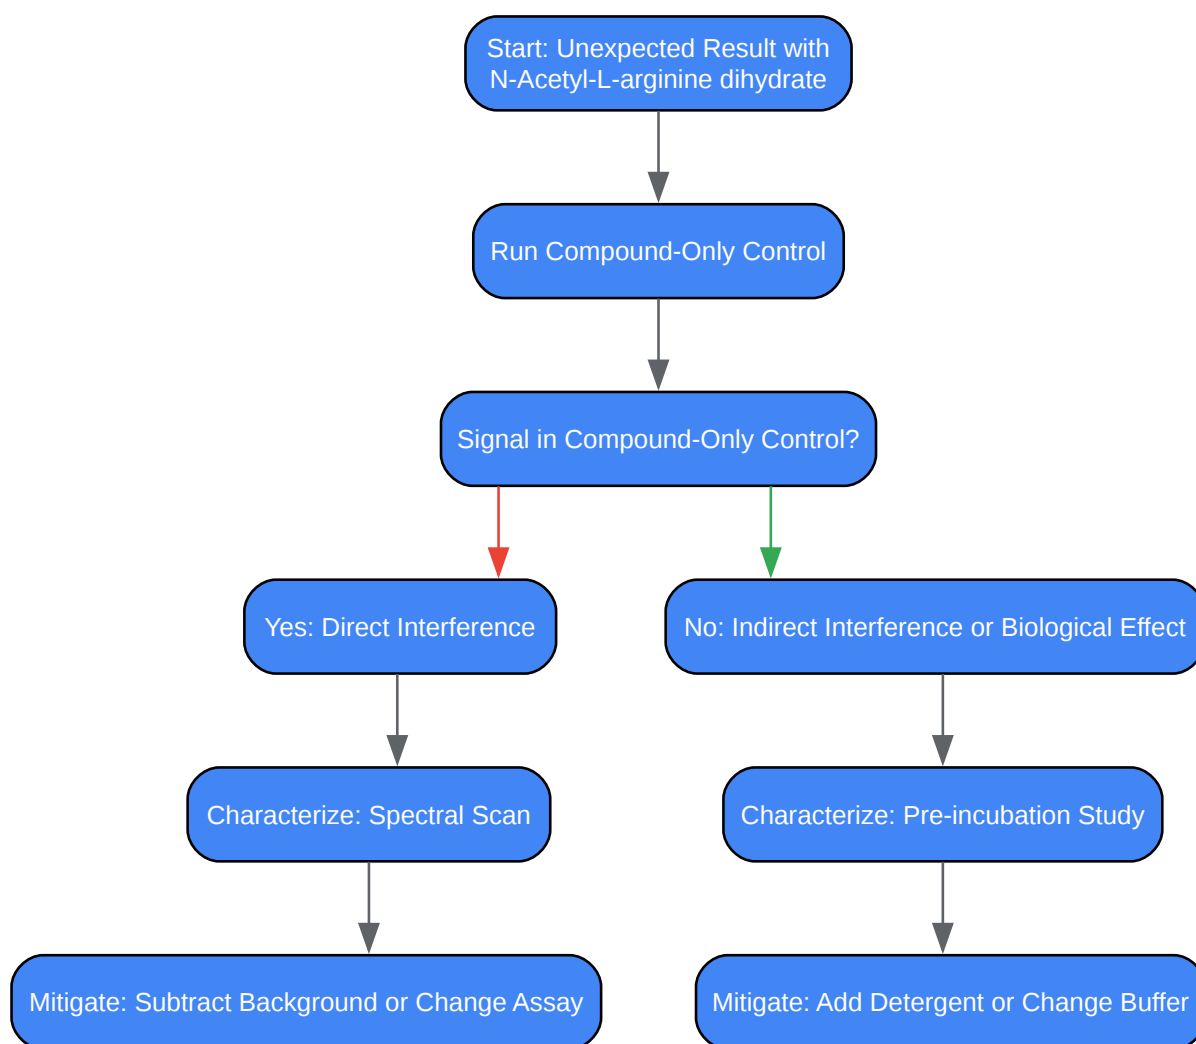 Start: Unexpected Result with
N-Acetyl-L-arginine dihydrate
Run Compound-Only Control
Signal in Compound-Only Control?
Yes: Direct Interference
No: Indirect Interference or Biological Effect
Characterize: Spectral Scan
Characterize: Pre-incubation Study
Mitigate: Subtract Background or Change Assay
Mitigate: Add Detergent or Change Buffer